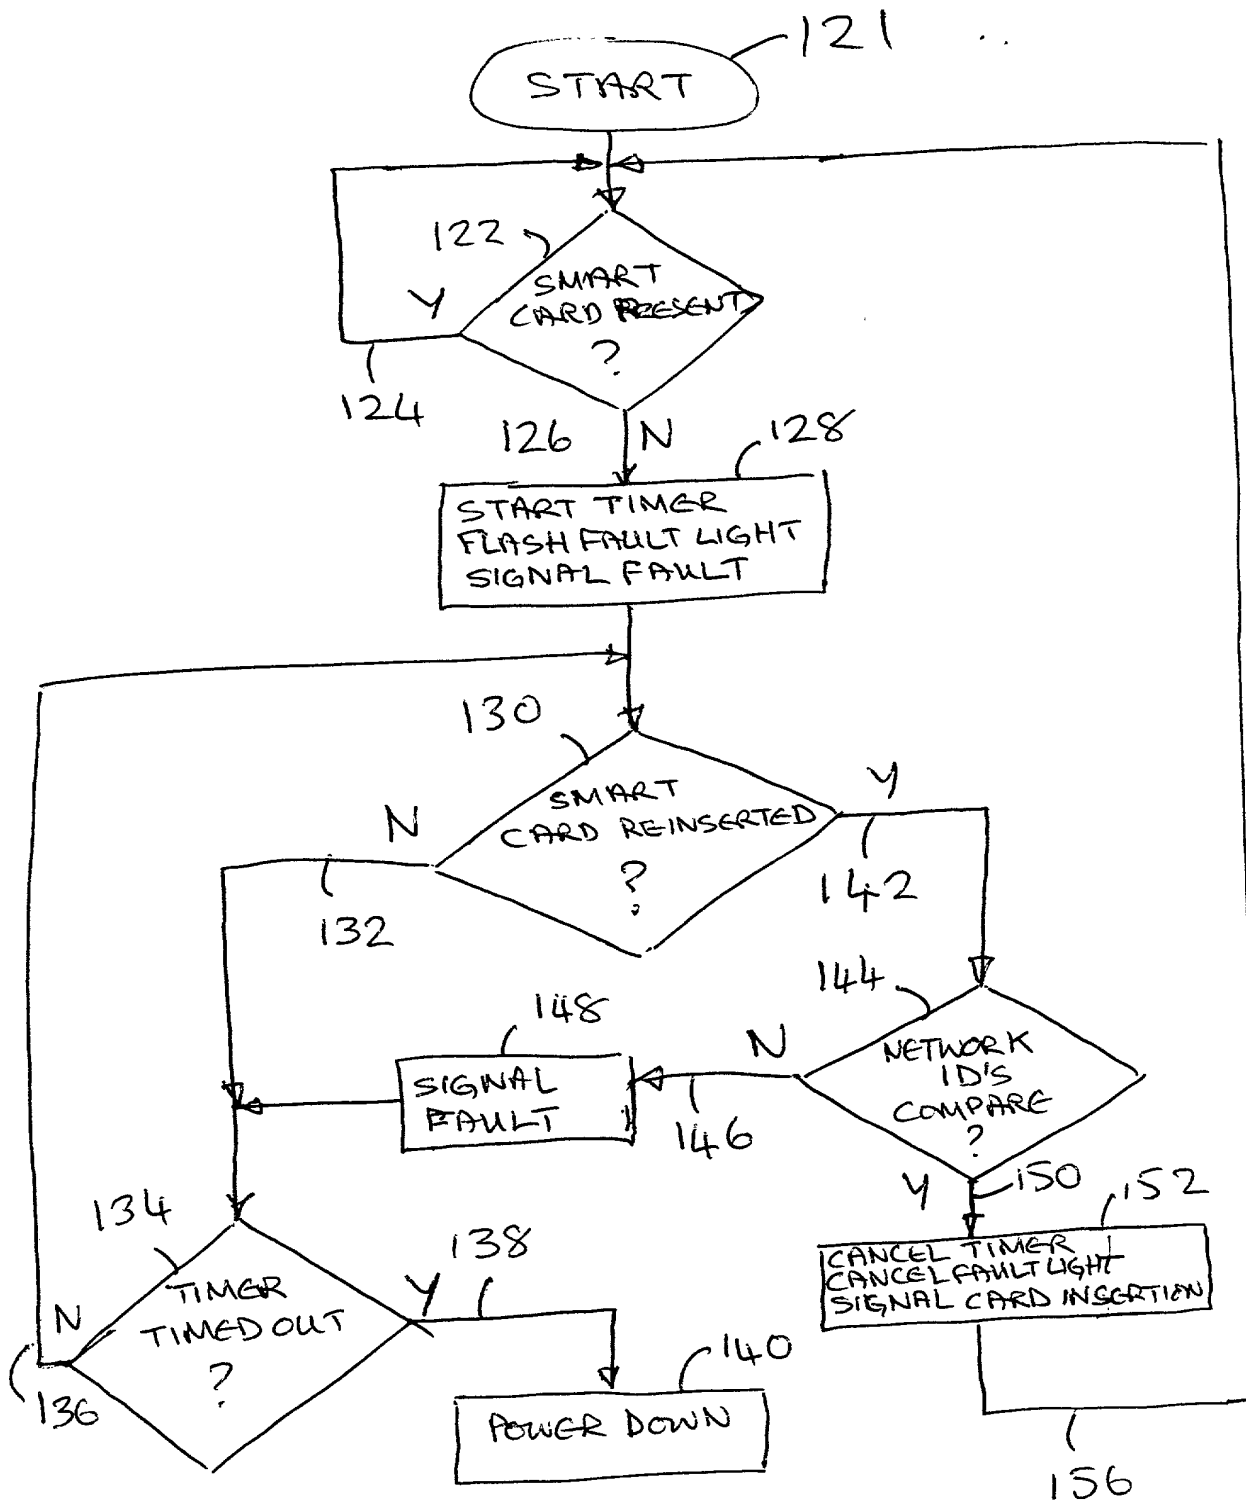 121
START
122
SMART
CARD PRESENT
?
Y
124
126
N
128
START TIMER
FLASH FAULT LIGHT
SIGNAL FAULT
130
SMART
CARD REINSERTED
?
N
Y
132
142
144
NETWORK
ID'S
COMPARE
?
N
146
148
SIGNAL
FAULT
Y
150
152
CANCEL TIMER
CANCEL FAULT LIGHT
SIGNAL CARD INSERTION
134
TIMER
TIMED OUT
?
N
136
Y
138
140
POWER DOWN
156